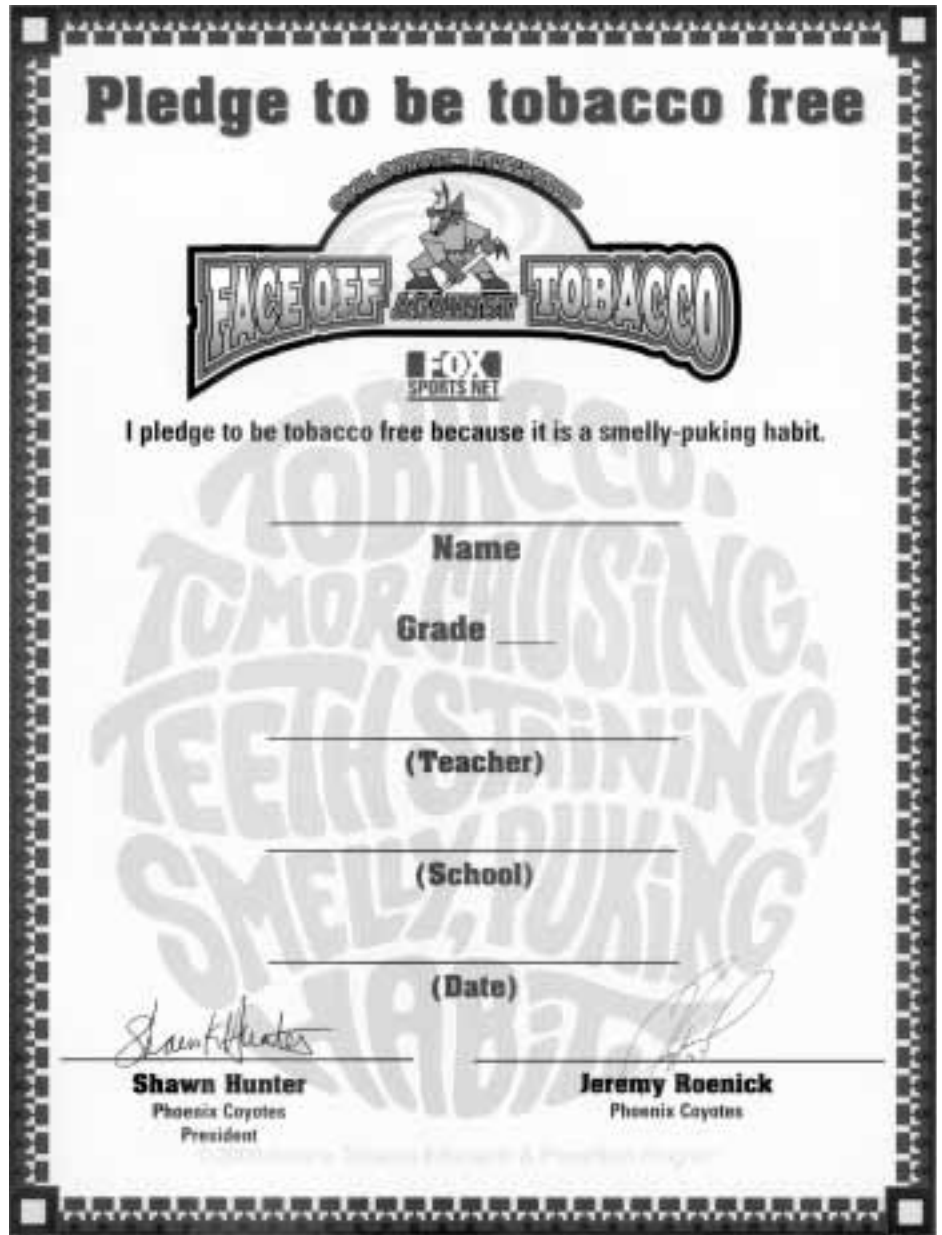 Pledge to be tobacco free
FACE OFF AGAINST TOBACCO
FOX
SPORTS NET
I pledge to be tobacco free because it is a smelly-puking habit.
TOBACCO.
TUMOR CAUSING,
TEETH STAINING,
SMELLY, PUKING
HABIT.
Name
Grade
(Teacher)
(School)
(Date)
Shawn Hunter
Shawn Hunter
Phoenix Coyotes
President
Jeremy Roenick
Phoenix Coyotes